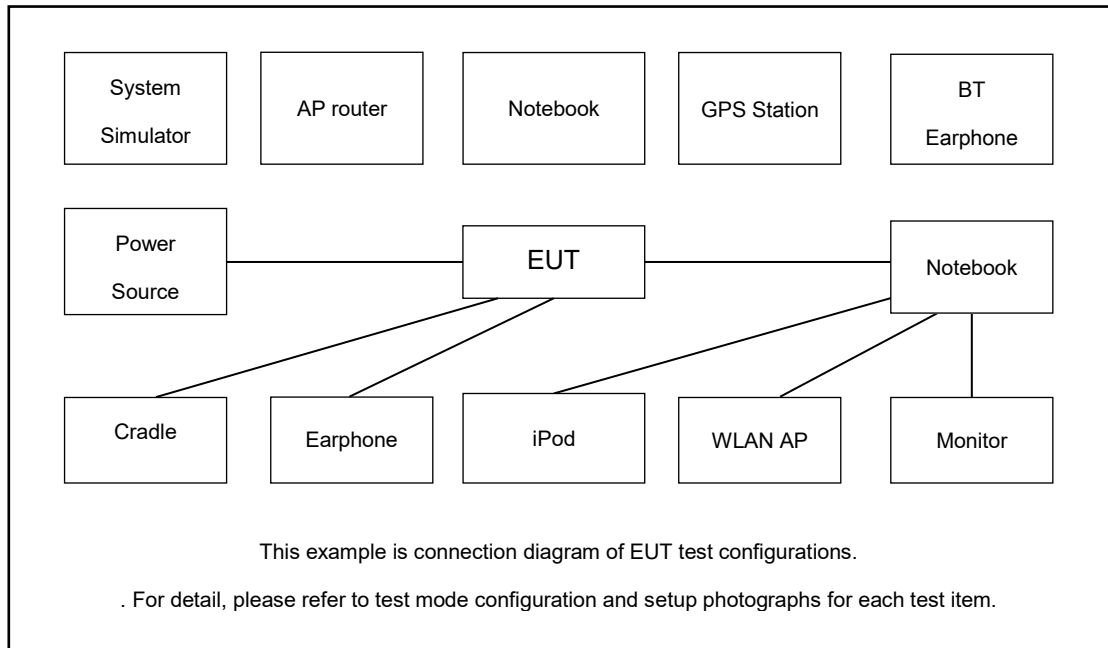 System
Simulator
AP router
Notebook
GPS Station
BT
Earphone
Power
Source
EUT
Notebook
Cradle
Earphone
iPod
WLAN AP
Monitor
This example is connection diagram of EUT test configurations.
. For detail, please refer to test mode configuration and setup photographs for each test item.